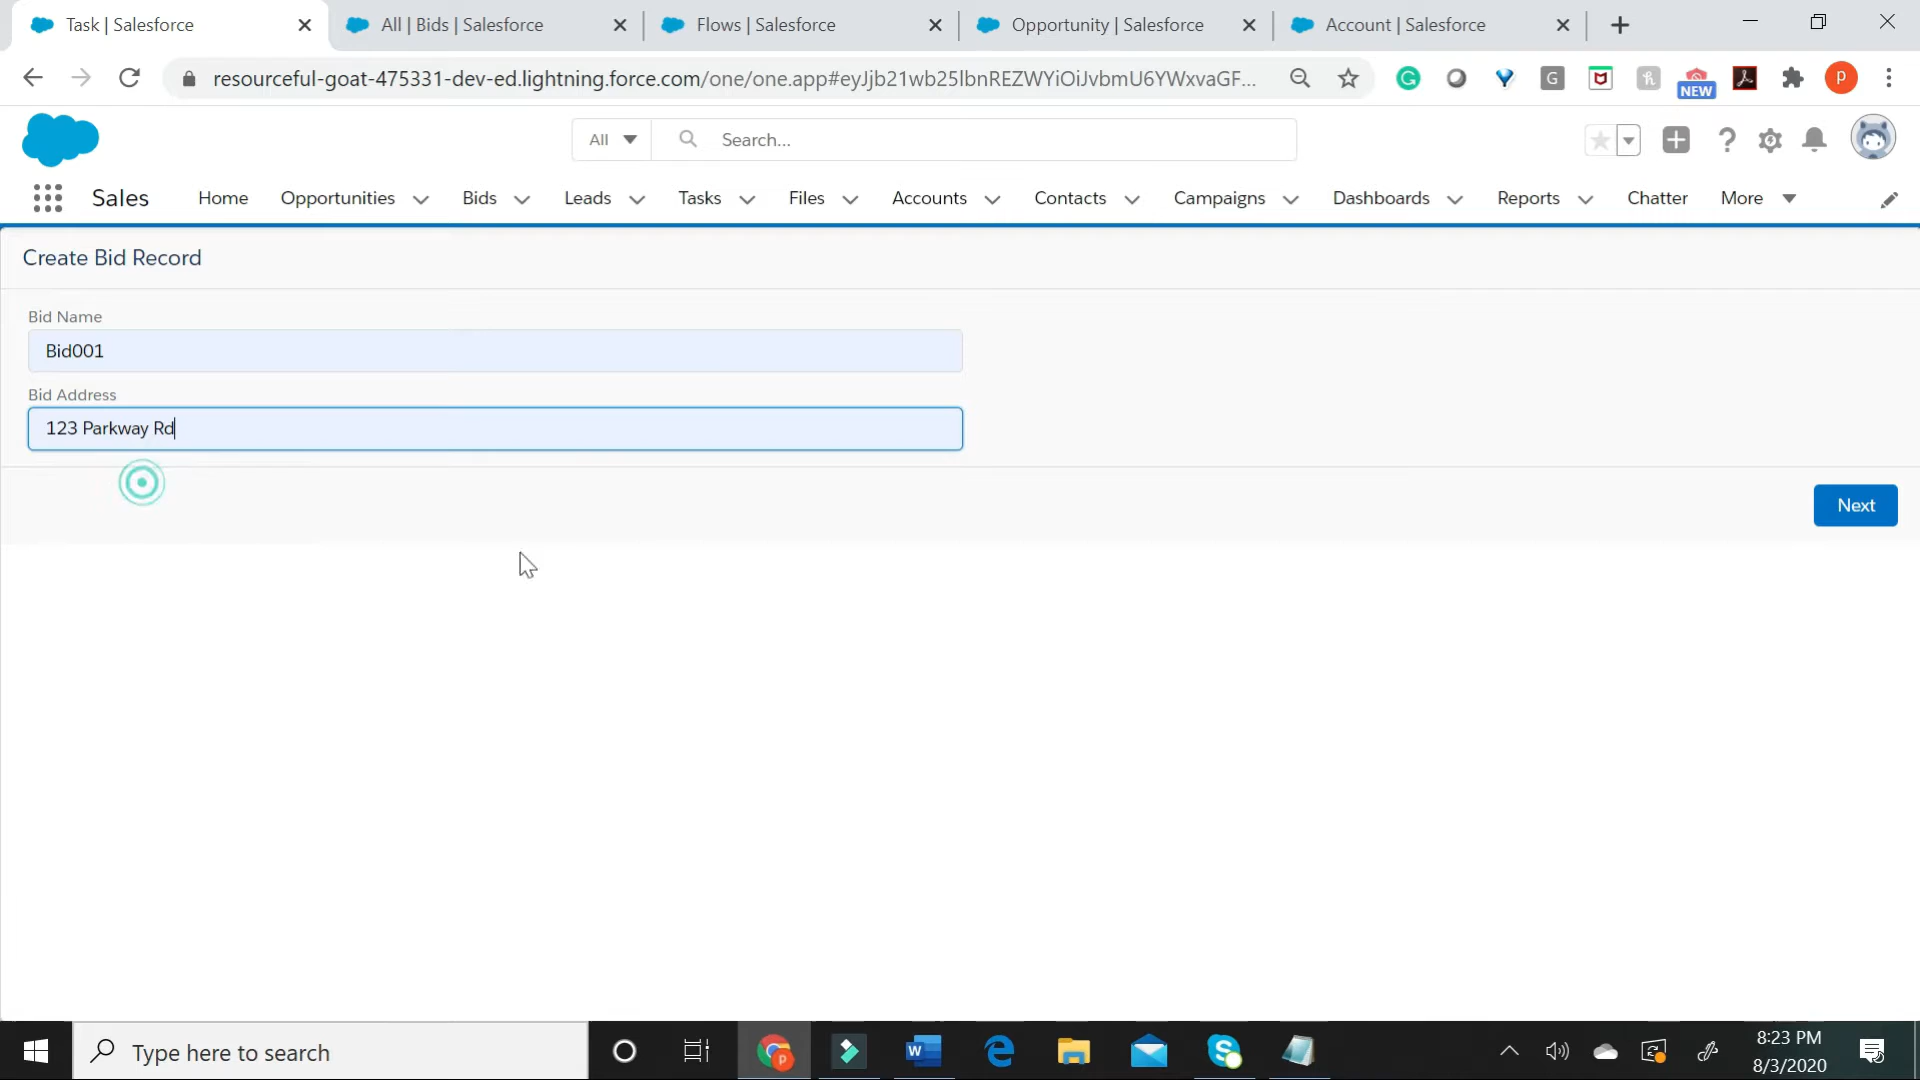 Task | Salesforce
All | Bids | Salesforce
Flows | Salesforce
Opportunity | Salesforce
Account | Salesforce
resourceful-goat-475331-dev-ed.lightning.force.com/one/one.app#eyJjb21wb25lbnREZWYiOiJvbmU6YWxvaGF...
G
NEW
P
All
Search...
Sales
Home
Opportunities
Bids
Leads
Tasks
Files
Accounts
Contacts
Campaigns
Dashboards
Reports
Chatter
More
Create Bid Record
Bid Name
Bid001
Bid Address
123 Parkway Rd
Next
Type here to search
8:23 PM
8/3/2020